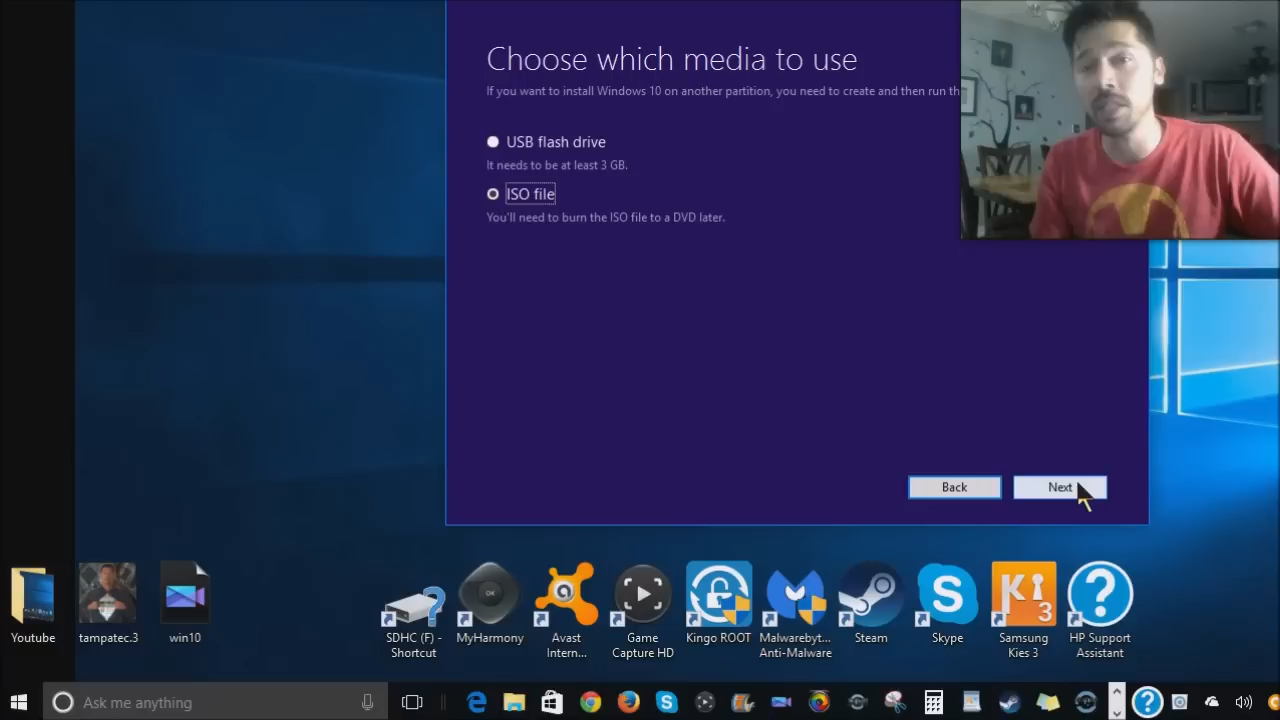 Choose which media to use
If you want to install Windows 10 on another partition, you need to create and then run th
USB flash drive
It needs to be at least 3 GB.
ISO file
You'll need to burn the ISO file to a DVD later.
Back
Next
Youtube
tampatec.3
win10
SDHC (F) - Shortcut
MyHarmony
Avast Intern...
Game Capture HD
Kingo ROOT
Malwarebyt... Anti-Malware
Steam
Skype
Samsung Kies 3
HP Support Assistant
Ask me anything